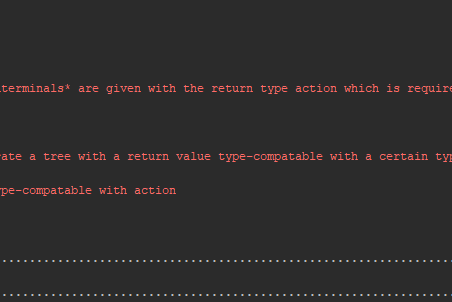 terminals* are given with the return type action which is require
ate a tree with a return value type-compatable with a certain typ
pe-compatable with action